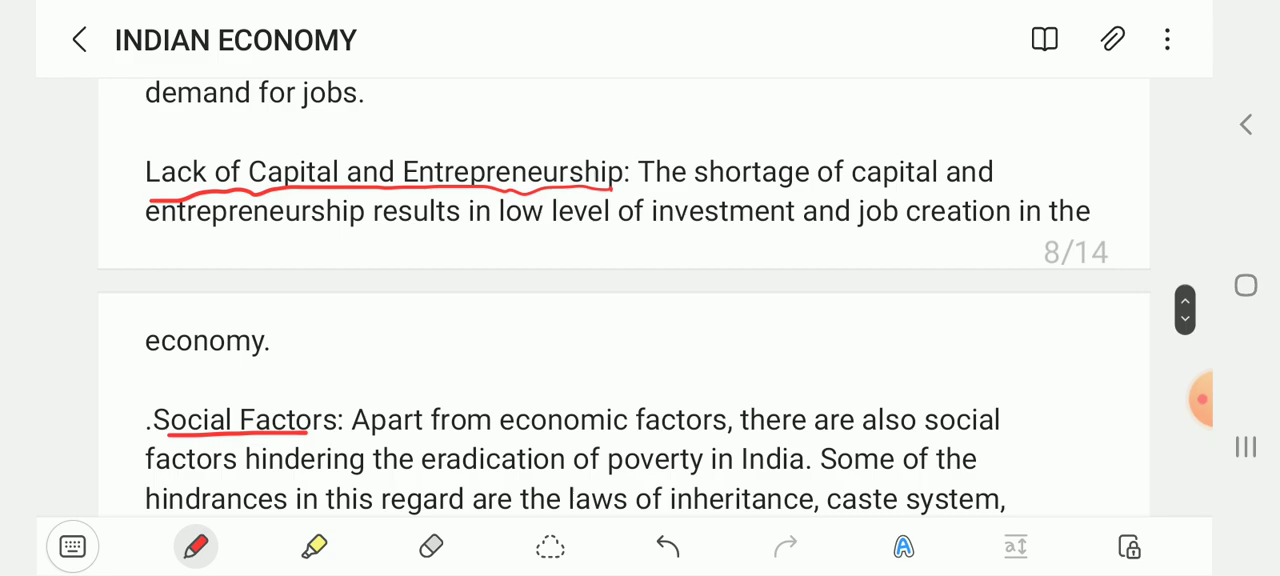 INDIAN ECONOMY
demand for jobs.
Lack of Capital and Entrepreneurship: The shortage of capital and
entrepreneurship results in low level of investment and job creation in the
8/14
economy.
.Social Factors: Apart from economic factors, there are also social
factors hindering the eradication of poverty in India. Some of the
hindrances in this regard are the laws of inheritance, caste system,
A
a